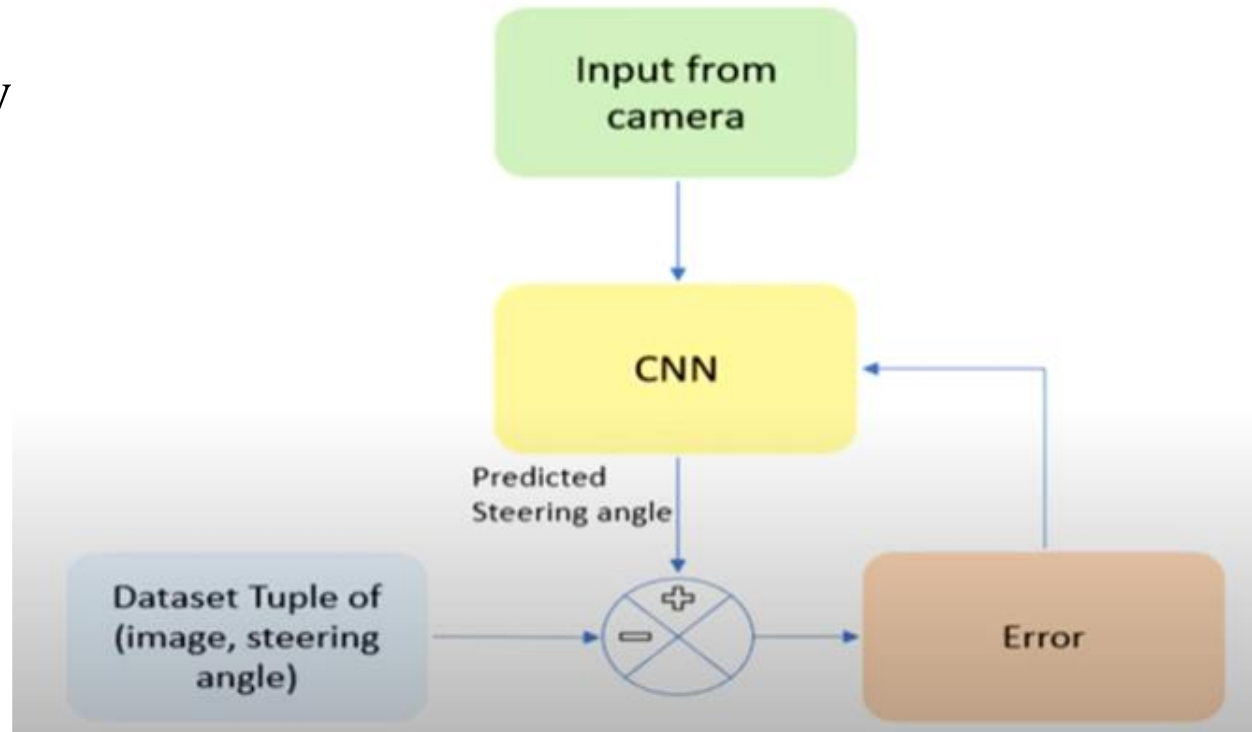 y
Input from
camera
CNN
Predicted
Steering angle
Dataset Tuple of
(image, steering
angle)
+
−
Error